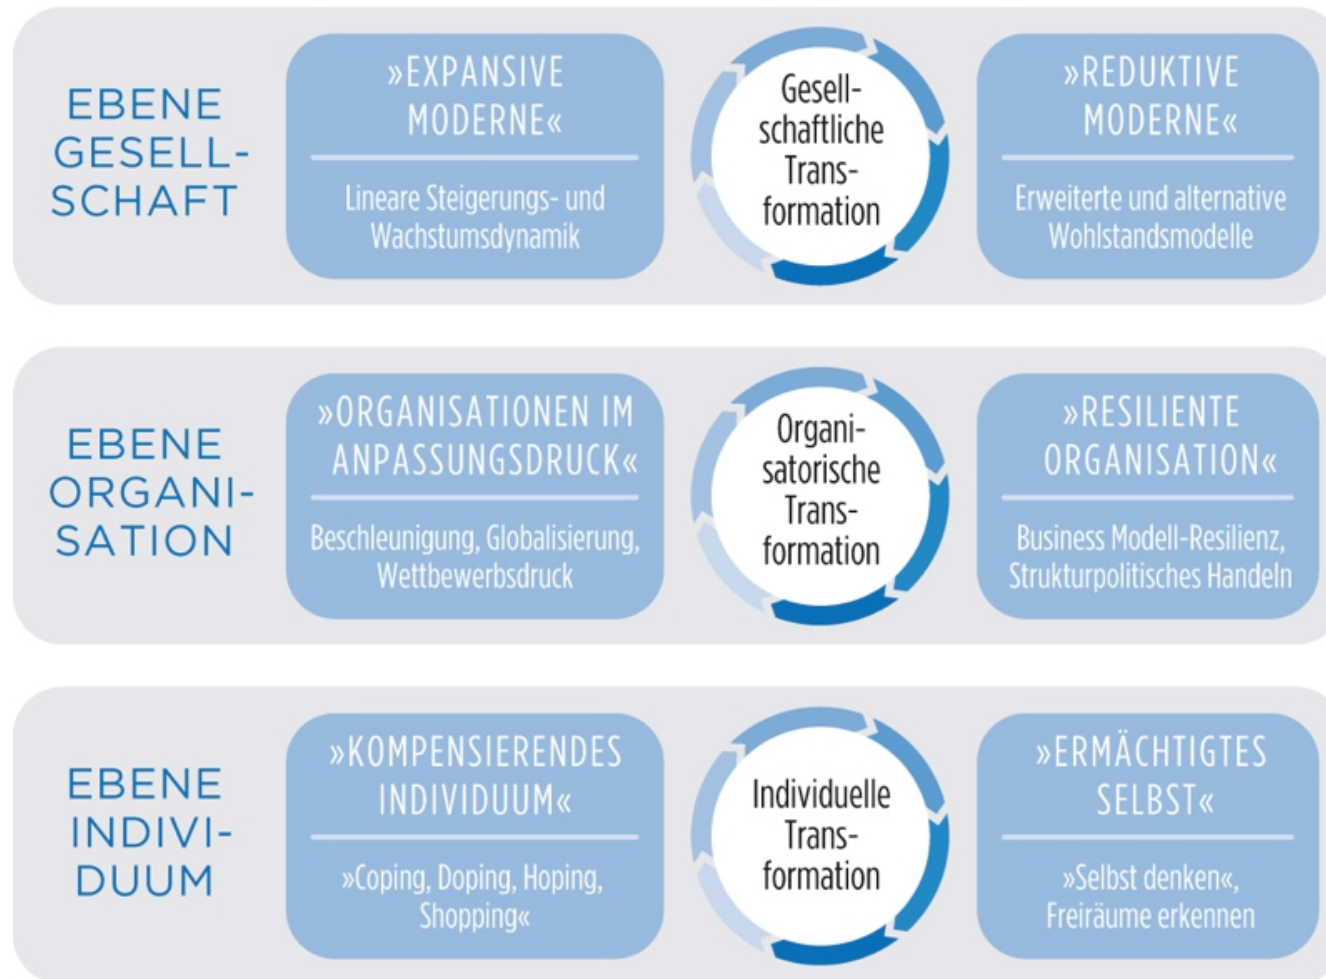 EBENE
GESELL-
SCHAFT
»EXPANSIVE
MODERNE«
Lineare Steigerungs- und
Wachstumsdynamik
Gesell-
schaftliche
Trans-
formation
»REDUKTIVE
MODERNE«
Erweiterte und alternative
Wohlstandsmodelle
EBENE
ORGANI-
SATION
»ORGANISATIONEN IM
ANPASSUNGSDRUCK«
Beschleunigung, Globalisierung,
Wettbewerbsdruck
Organi-
satorische
Trans-
formation
»RESILIENTE
ORGANISATION«
Business Modell-Resilienz,
Strukturpolitisches Handeln
EBENE
INDIVI-
DUUM
»KOMPENSIERENDES
INDIVIDUUM«
»Coping, Doping, Hoping,
Shopping«
Individuelle
Trans-
formation
»ERMÄCHTIGTES
SELBST«
»Selbst denken«,
Freiräume erkennen